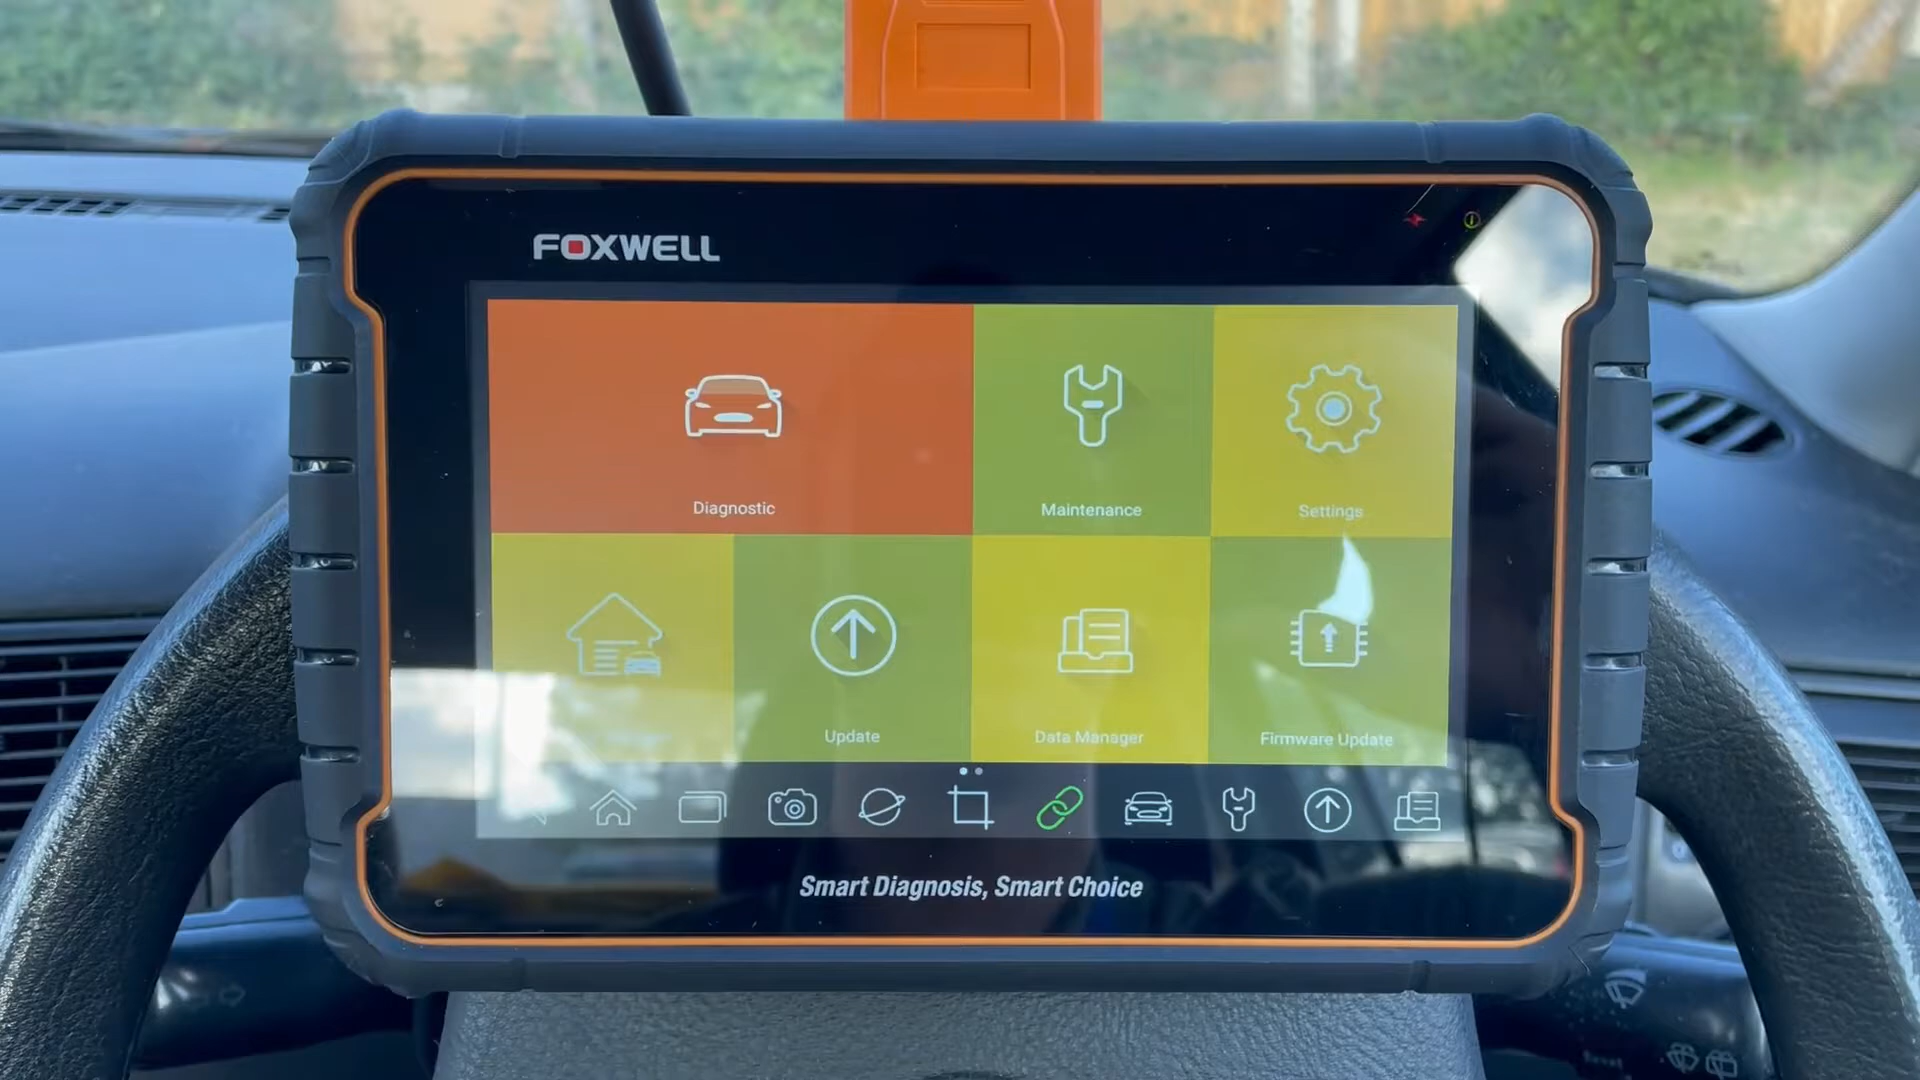 FOXWELL
Diagnostic
Maintenance
Settings
Update
Data Manager
Firmware Update
Smart Diagnosis, Smart Choice